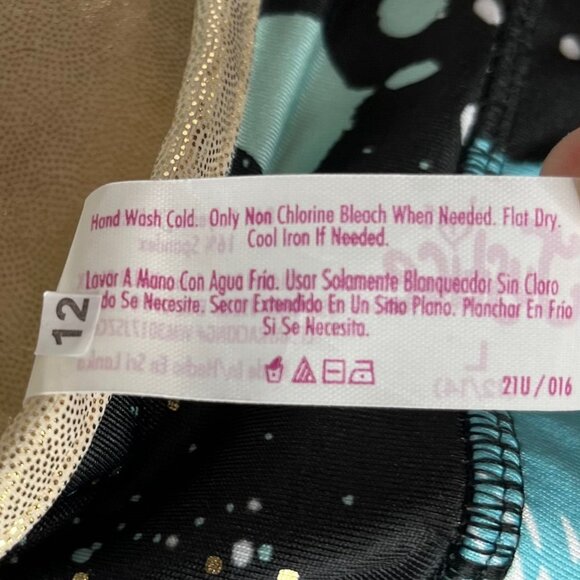 Hand Wash Cold. Only Non Chlorine Bleach When Needed. Flat Dry.
Cool Iron If Needed.
Lavar A Mano Con Agua Fria. Usar Solamente Blanqueador Sin Cloro
do Se Necesite. Secar Extendido En Un Sitio Plano. Planchar En Frío
Si Se Necesita.
12
21U / 016